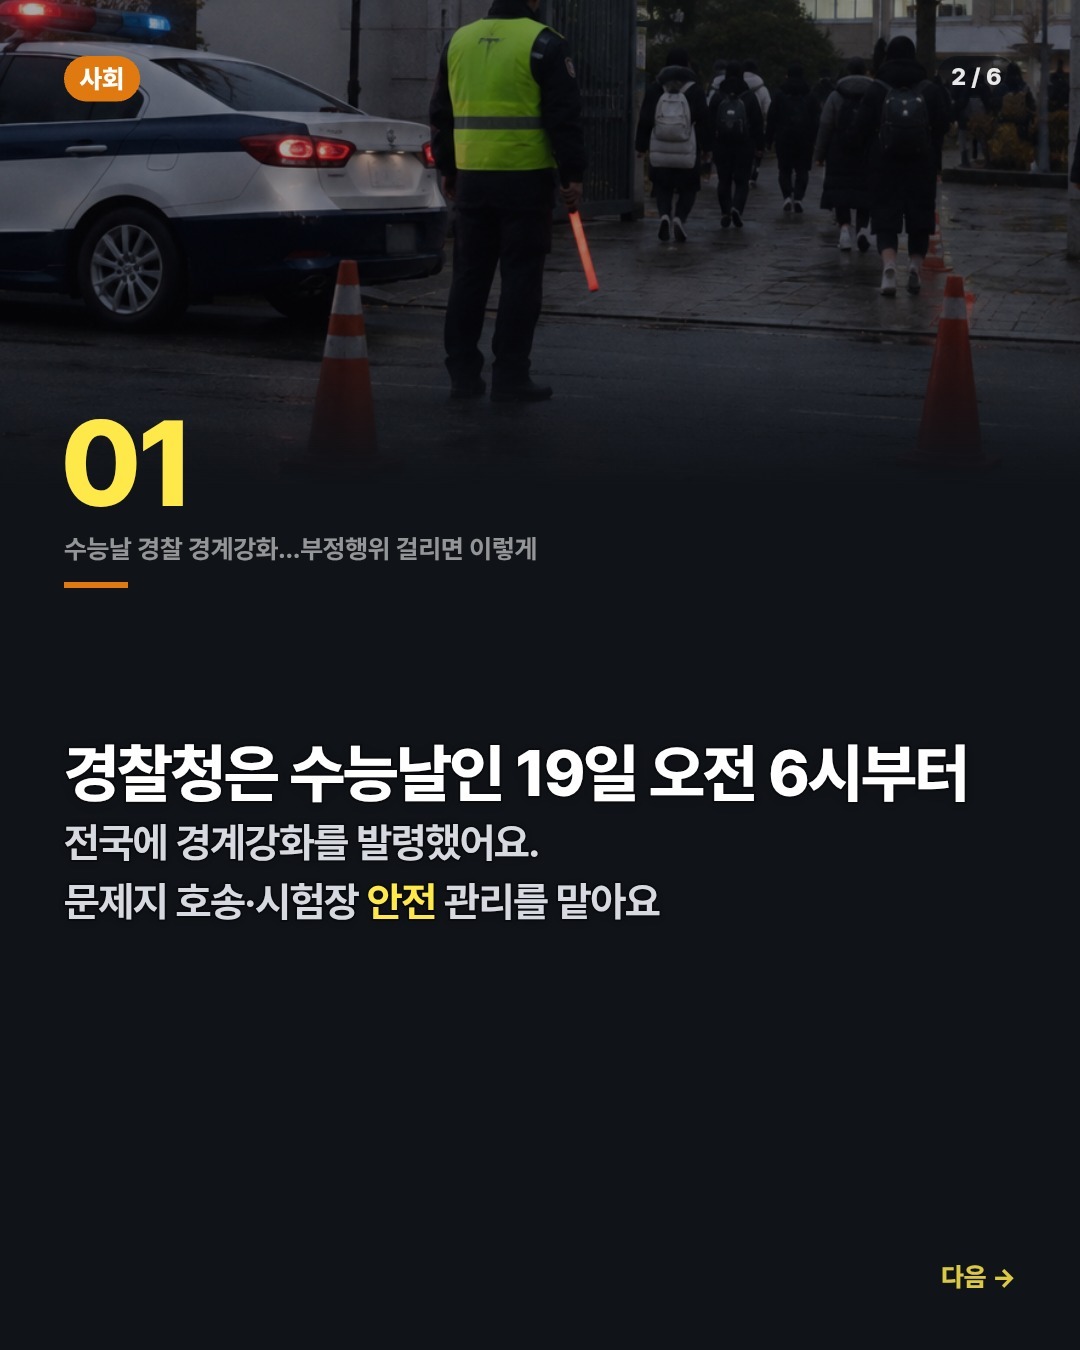 사회
2 / 6
01
수능날 경찰 경계강화...부정행위 걸리면 이렇게
경찰청은 수능날인 19일 오전 6시부터
전국에 경계강화를 발령했어요.
문제지 호송·시험장 안전 관리를 맡아요
다음 →